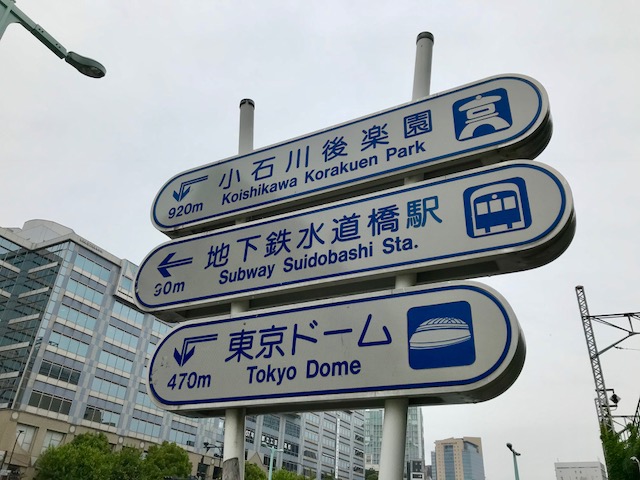 小石川後楽園
Koishikawa Korakuen Park
920m
地下鉄水道橋駅
Subway Suidobashi Sta.
90m
東京ドーム
Tokyo Dome
470m